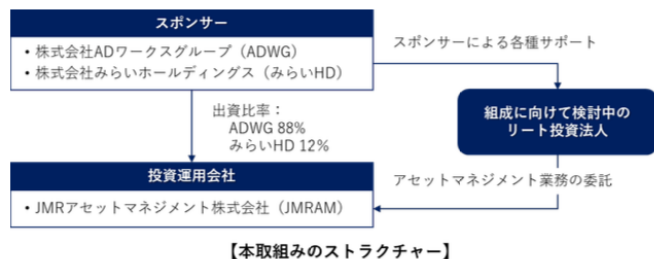 スポンサー
・株式会社ADワークスグループ（ADWG）
・株式会社みらいホールディングス（みらいHD）
スポンサーによる各種サポート
出資比率：
ADWG 88%
みらいHD 12%
組成に向けて検討中の
リート投資法人
投資運用会社
・JMRアセットマネジメント株式会社（JMRAM）
アセットマネジメント業務の委託
【本取組みのストラクチャー】